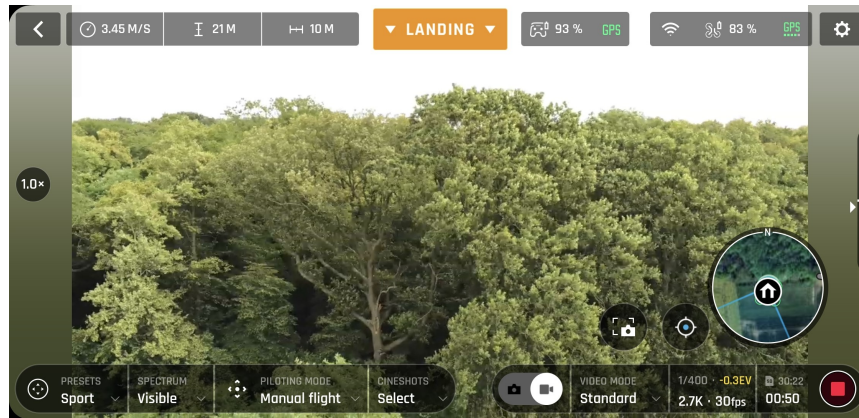 3.45 M/S
21 M
10 M
LANDING
93 %
GPS
83 %
GPS
1.0×
N
PRESETS
Sport
SPECTRUM
Visible
PILOTING MODE
Manual flight
CINESHOTS
Select
VIDEO MODE
Standard
1/400 · -0.3EV
2.7K · 30fps
30:22
00:50